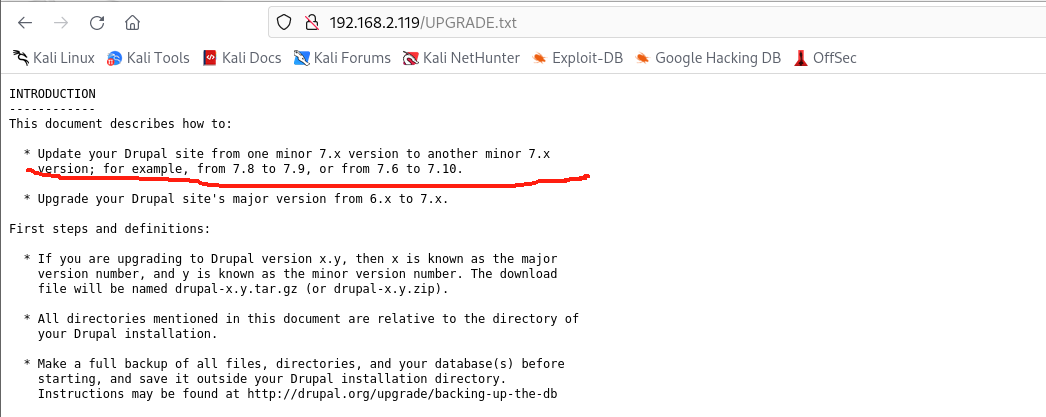 192.168.2.119/UPGRADE.txt
Kali Linux Kali Tools Kali Docs Kali Forums Kali NetHunter Exploit-DB Google Hacking DB OffSec
INTRODUCTION
------------
This document describes how to:
* Update your Drupal site from one minor 7.x version to another minor 7.x
version; for example, from 7.8 to 7.9, or from 7.6 to 7.10.
* Upgrade your Drupal site's major version from 6.x to 7.x.
First steps and definitions:
* If you are upgrading to Drupal version x.y, then x is known as the major
version number, and y is known as the minor version number. The download
file will be named drupal-x.y.tar.gz (or drupal-x.y.zip).
* All directories mentioned in this document are relative to the directory of
your Drupal installation.
* Make a full backup of all files, directories, and your database(s) before
starting, and save it outside your Drupal installation directory.
Instructions may be found at http://drupal.org/upgrade/backing-up-the-db